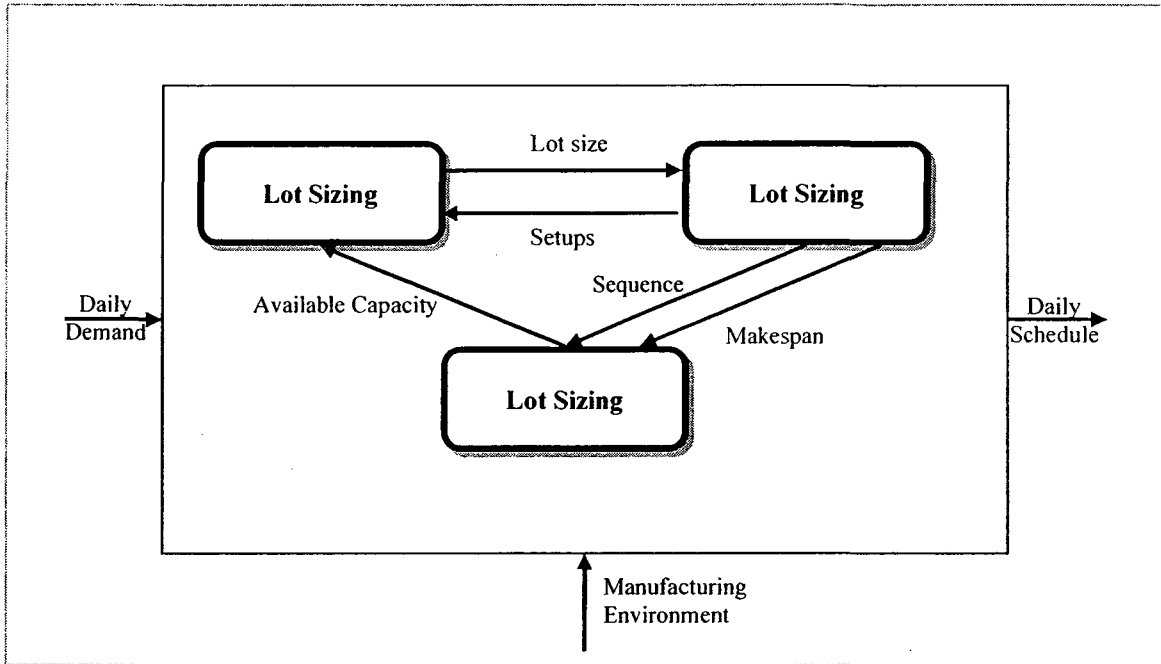 Lot size
Lot Sizing
Lot Sizing
Setups
Sequence
Available Capacity
Makespan
Daily
Demand
Daily
Schedule
Lot Sizing
Manufacturing
Environment